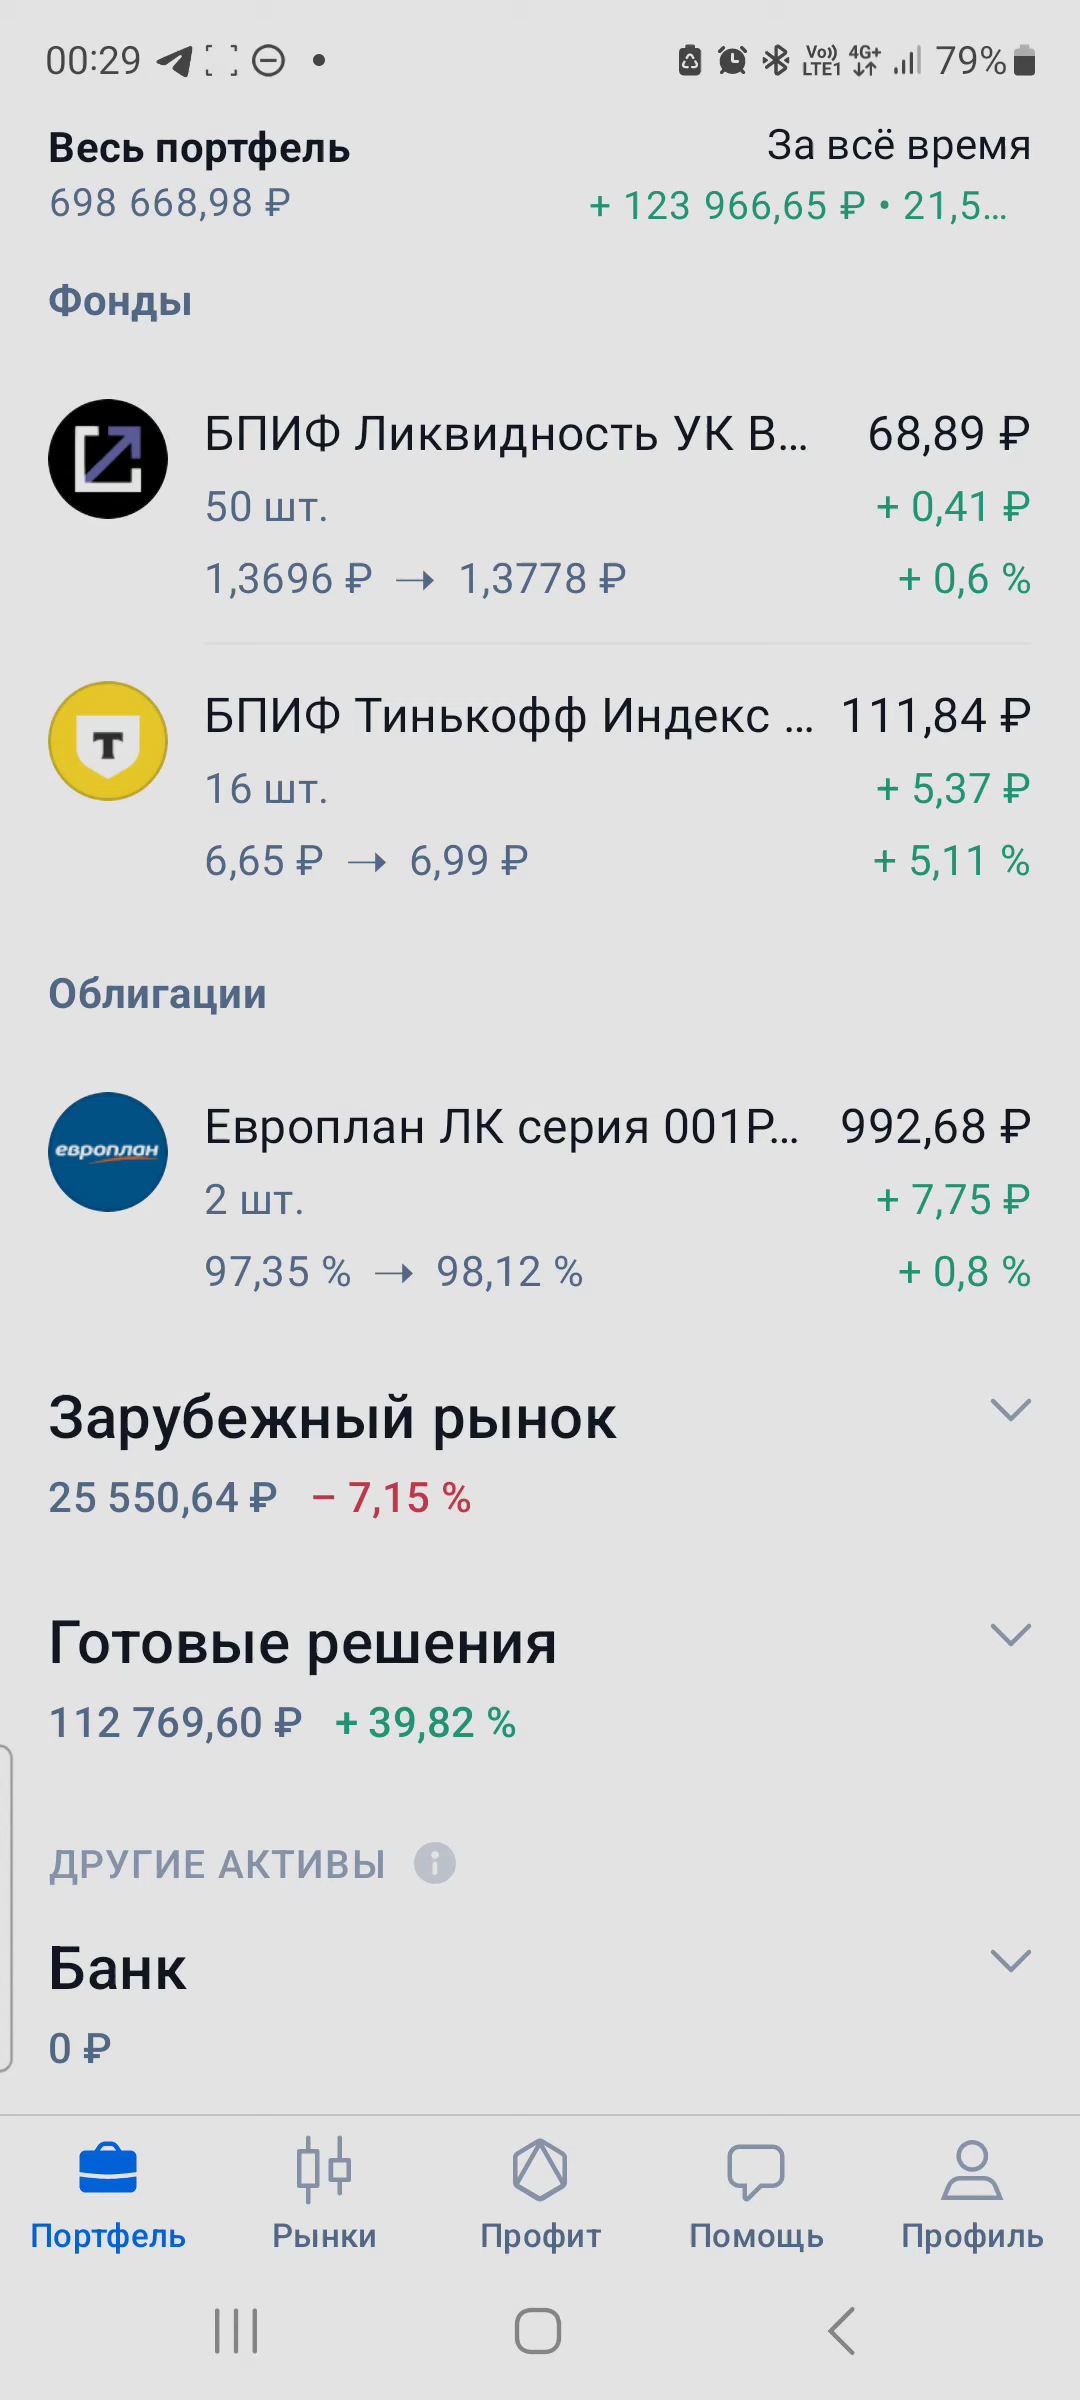 00:29 Vo)) LTE1 4G+ 79%
Весь портфель За всё время
698 668,98 ₽ + 123 966,65 ₽ • 21,5...
Фонды
БПИФ Ликвидность УК В... 68,89 ₽
50 шт. + 0,41 ₽
1,3696 ₽ → 1,3778 ₽ + 0,6 %
Т
БПИФ Тинькофф Индекс ... 111,84 ₽
16 шт. + 5,37 ₽
6,65 ₽ → 6,99 ₽ + 5,11 %
Облигации
европлан
Европлан ЛК серия 001Р... 992,68 ₽
2 шт. + 7,75 ₽
97,35 % → 98,12 % + 0,8 %
Зарубежный рынок
25 550,64 ₽ – 7,15 %
Готовые решения
112 769,60 ₽ + 39,82 %
ДРУГИЕ АКТИВЫ i
Банк
0 ₽
Портфель Рынки Профит Помощь Профиль